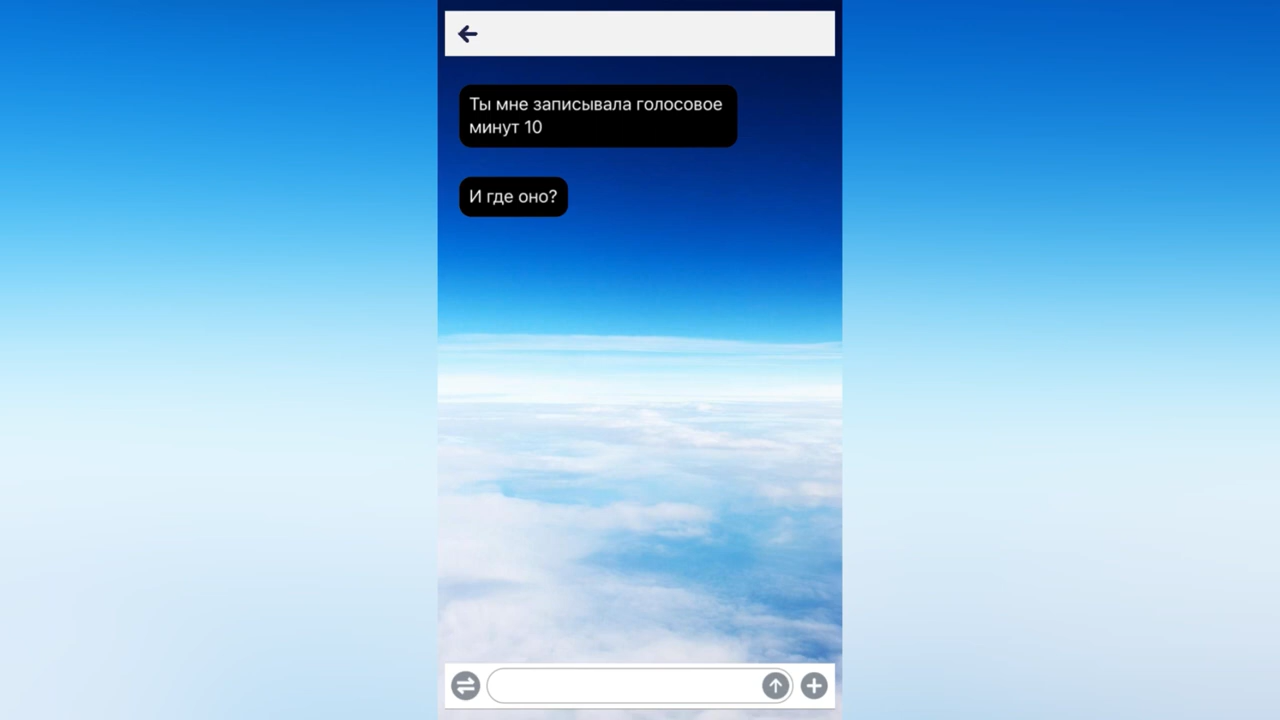 Ты мне записывала голосовое
минут 10
И где оно?